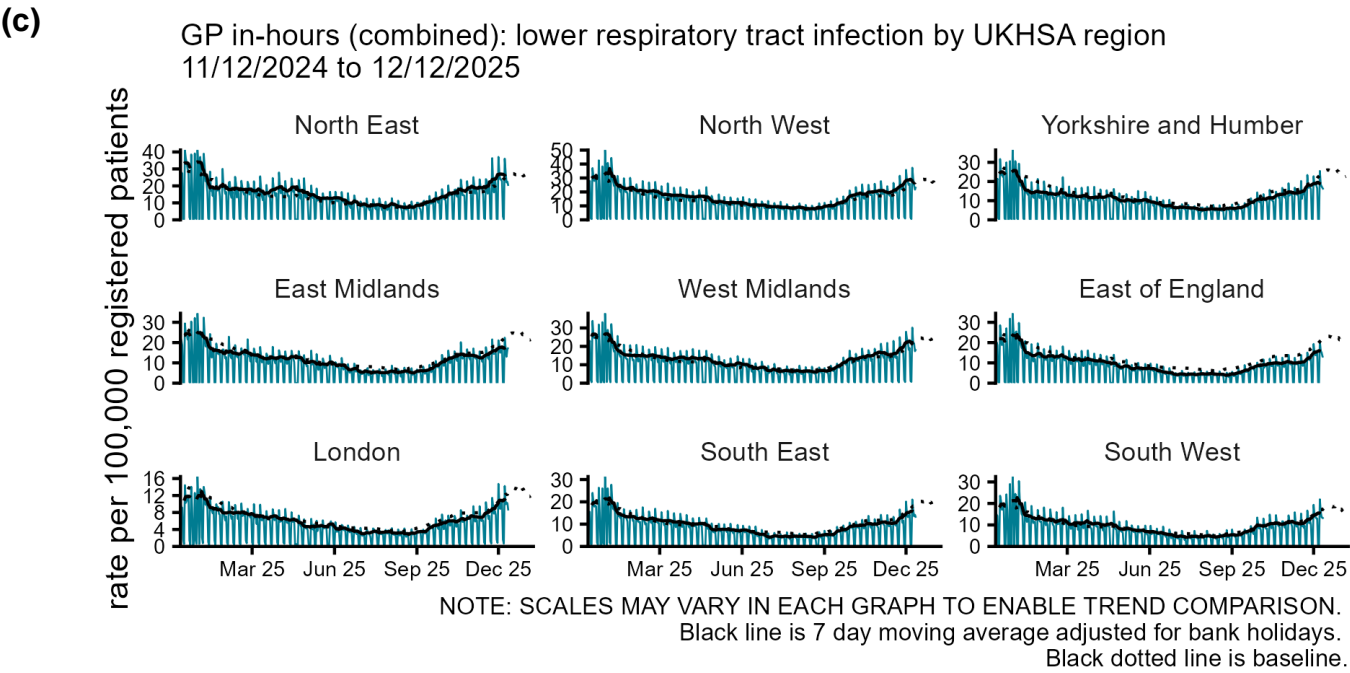 (c)
GP in-hours (combined): lower respiratory tract infection by UKHSA region
11/12/2024 to 12/12/2025
rate per 100,000 registered patients
North East
40
30
20
10
0
North West
50
40
30
20
10
0
Yorkshire and Humber
30
20
10
0
East Midlands
30
20
10
0
West Midlands
30
20
10
0
East of England
30
20
10
0
London
16
12
8
4
0
Mar 25 Jun 25 Sep 25 Dec 25
South East
30
20
10
0
Mar 25 Jun 25 Sep 25 Dec 25
South West
30
20
10
0
Mar 25 Jun 25 Sep 25 Dec 25
NOTE: SCALES MAY VARY IN EACH GRAPH TO ENABLE TREND COMPARISON.
Black line is 7 day moving average adjusted for bank holidays.
Black dotted line is baseline.